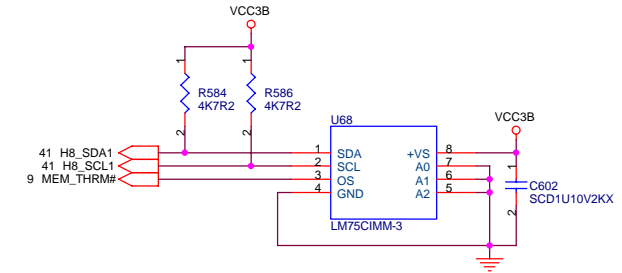 VCC3B
1 1
R584 R586
4K7R2 4K7R2
2 2
U68
VCC3B
41 H8_SDA1 1 SDA +VS 8
41 H8_SCL1 2 SCL A0 7
9 MEM_THRM# 3 OS A1 6
4 GND A2 5
1
C602
SCD1U10V2KX
2
LM75CIMM-3